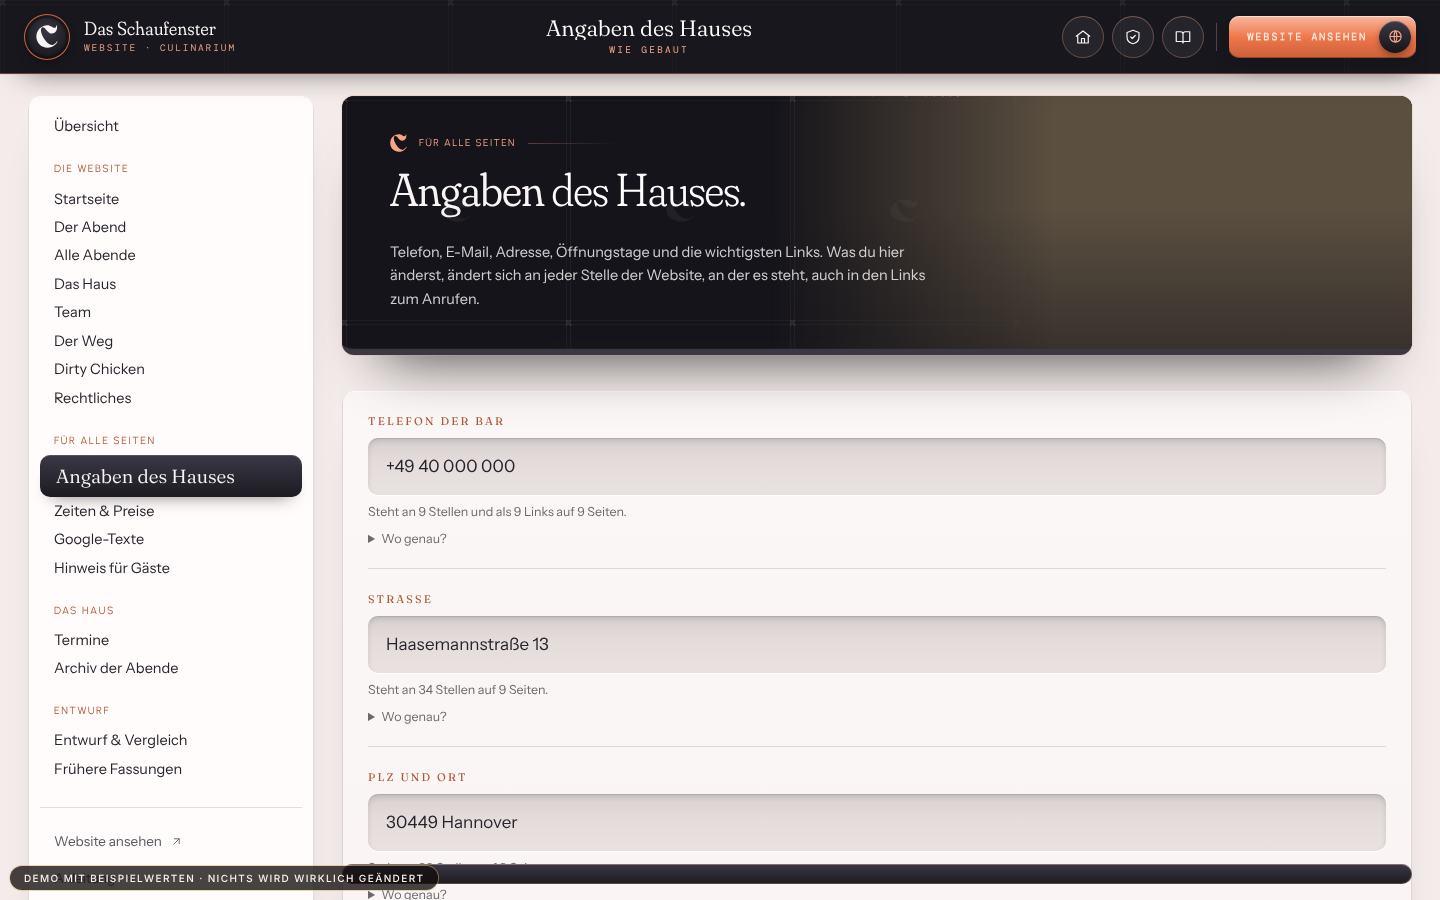 Das Schaufenster
WEBSITE · CULINARIUM
Angaben des Hauses
WIE GEBAUT
WEBSITE ANSEHEN
Übersicht
DIE WEBSITE
Startseite
Der Abend
Alle Abende
Das Haus
Team
Der Weg
Dirty Chicken
Rechtliches
FÜR ALLE SEITEN
Angaben des Hauses
Zeiten & Preise
Google-Texte
Hinweis für Gäste
DAS HAUS
Termine
Archiv der Abende
ENTWURF
Entwurf & Vergleich
Frühere Fassungen
Website ansehen
FÜR ALLE SEITEN
Angaben des Hauses.
Telefon, E-Mail, Adresse, Öffnungstage und die wichtigsten Links. Was du hier
änderst, ändert sich an jeder Stelle der Website, an der es steht, auch in den Links
zum Anrufen.
TELEFON DER BAR
+49 40 000 000
Steht an 9 Stellen und als 9 Links auf 9 Seiten.
Wo genau?
STRASSE
Haasemannstraße 13
Steht an 34 Stellen auf 9 Seiten.
Wo genau?
PLZ UND ORT
30449 Hannover
Wo genau?
DEMO MIT BEISPIELWERTEN · NICHTS WIRD WIRKLICH GEÄNDERT